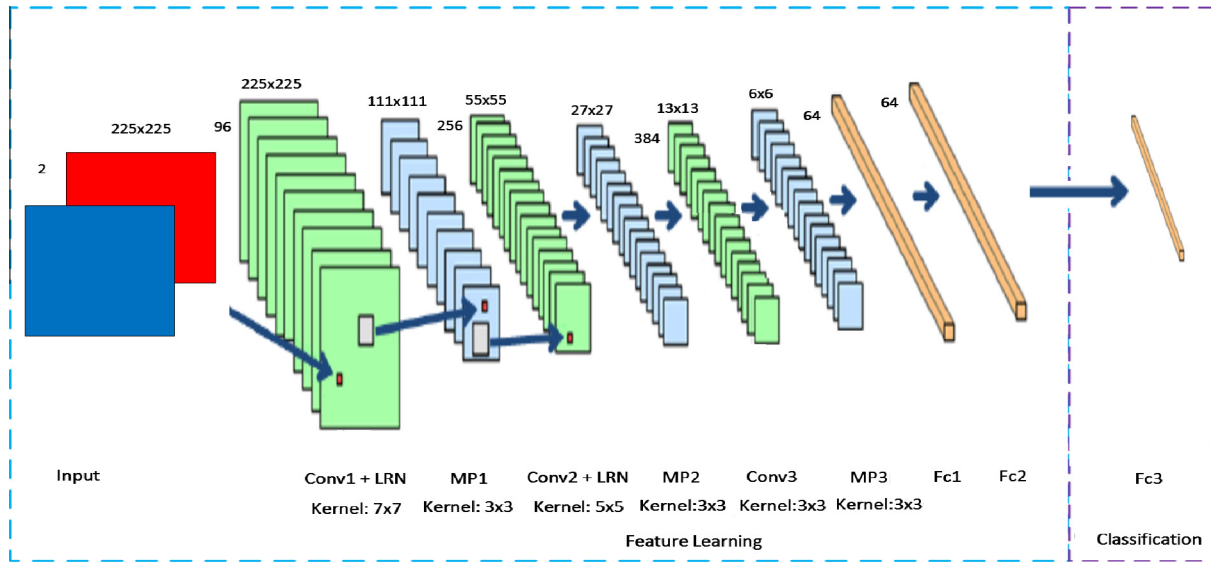 225x225
111x111
55x55
27x27
13x13
6x6
64
64
225x225
96
256
384
2
Input
Conv1 + LRN
MP1
Conv2 + LRN
MP2
Conv3
MP3
Fc1
Fc2
Fc3
Kernel: 7x7
Kernel: 3x3
Kernel: 5x5
Kernel:3x3
Kernel:3x3
Kernel:3x3
Feature Learning
Classification